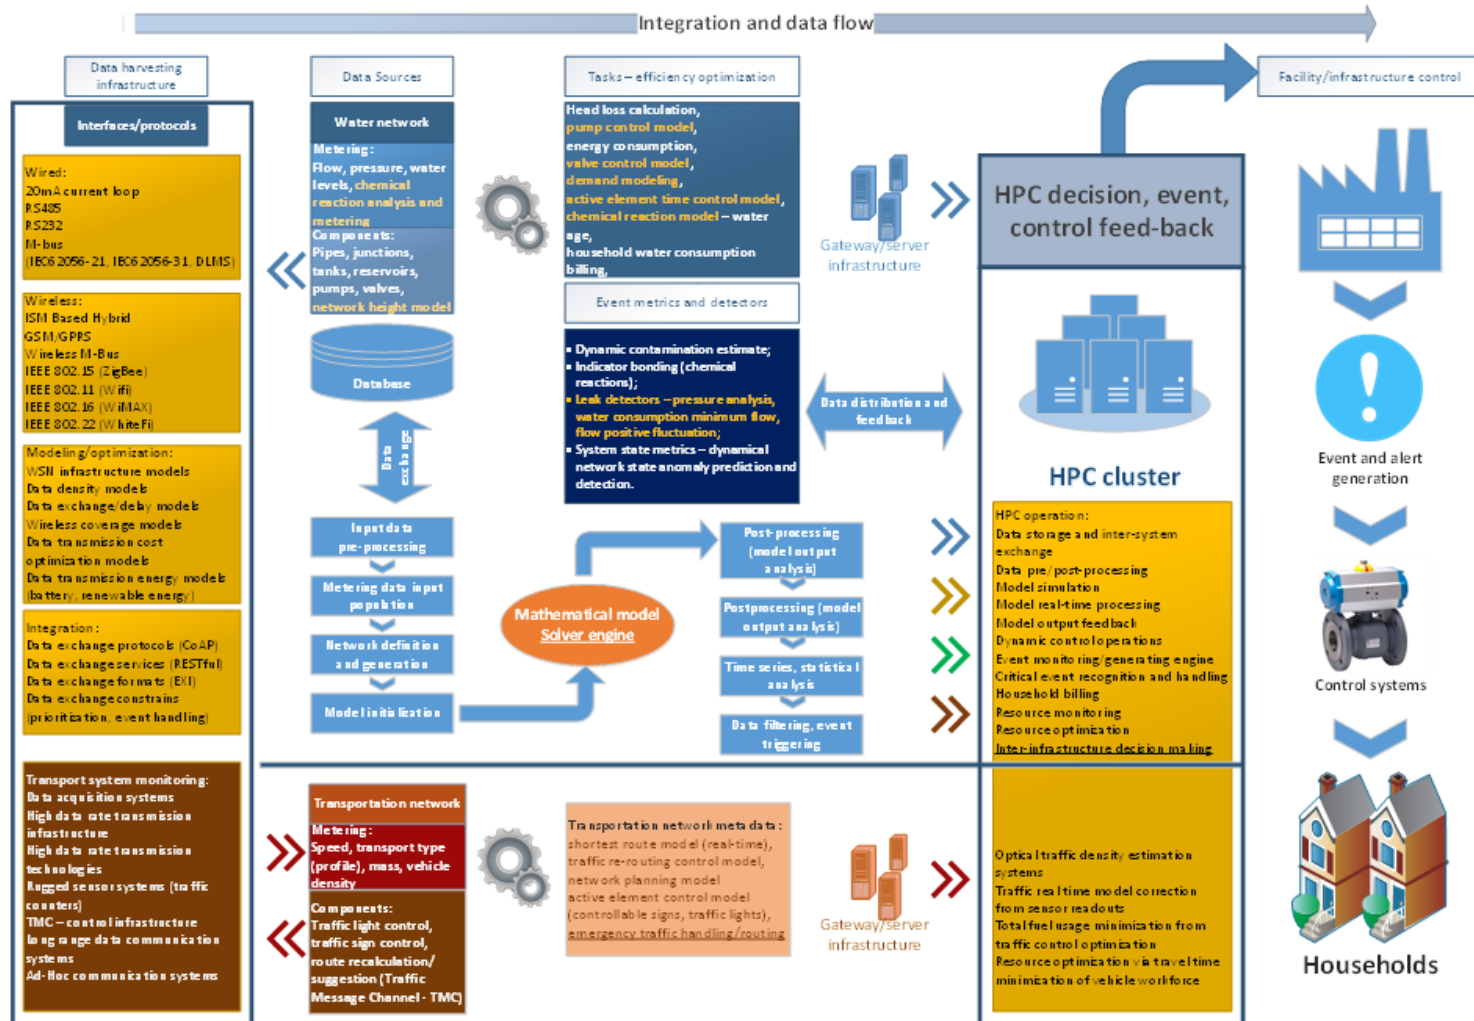 Integration and data flow
Data harvesting
infrastructure
Interfaces/protocols
Wired:
20mA current loop
RS485
RS232
M-bus
(IEC62056-21, IEC62056-31, DLMS)
Wireless:
ISM Based Hybrid
GSM/GPRS
Wireless M-Bus
IEEE 802.15 (ZigBee)
IEEE 802.11 (Wifi)
IEEE 802.16 (WiMAX)
IEEE 802.22 (WhiteFi)
Modeling/optimization:
WSN infrastructure models
Data density models
Data exchange/delay models
Wireless coverage models
Data transmission cost
optimization models
Data transmission energy models
(battery, renewable energy)
Integration:
Data exchange protocols (CoAP)
Data exchange services (RESTful)
Data exchange formats (EXI)
Data exchange constrains
(prioritization, event handling)
Transport system monitoring:
Data acquisition systems
High data rate transmission
infrastructure
High data rate transmission
technologies
Rugged sensor systems (traffic
counters)
TMC – control infrastructure
Long range data communication
systems
Ad-Hoc communication systems
Data Sources
Water network
Metering:
Flow, pressure, water
levels, chemical
reaction analysis and
metering
Components:
Pipes, junctions,
tanks, reservoirs,
pumps, valves,
network height model
Database
Data
exchange
Input data
pre-processing
Metering data input
population
Network definition
and generation
Model initialization
Transportation network
Metering:
Speed, transport type
(profile), mass, vehicle
density
Components:
Traffic light control,
traffic sign control,
route recalculation/
suggestion (Traffic
Message Channel - TMC)
Tasks – efficiency optimization
Head loss calculation,
pump control model,
energy consumption,
valve control model,
demand modeling,
active element time control model,
chemical reaction model – water
age,
household water consumption
billing,
Event metrics and detectors
▪ Dynamic contamination estimate;
▪ Indicator bonding (chemical
reactions);
▪ Leak detectors – pressure analysis,
water consumption minimum flow,
flow positive fluctuation;
▪ System state metrics – dynamical
network state anomaly prediction and
detection.
Mathematical model
Solver engine
Post-processing
(model output
analysis)
Postprocessing (model
output analysis)
Time series, statistical
analysis
Data filtering, event
triggering
Transportation network meta data:
shortest route model (real-time),
traffic re-routing control model,
network planning model
active element control model
(controllable signs, traffic lights),
emergency traffic handling/routing
Gateway/server
infrastructure
Data distribution and
feedback
Gateway/server
infrastructure
HPC decision, event,
control feed-back
HPC cluster
HPC operation:
Data storage and inter-system
exchange
Data pre/post-processing
Model simulation
Model real-time processing
Model output feedback
Dynamic control operations
Event monitoring/generating engine
Critical event recognition and handling
Household billing
Resource monitoring
Resource optimization
Inter-infrastructure decision making
Optical traffic density estimation
systems
Traffic real time model correction
from sensor readouts
Total fuel usage minimization from
traffic control optimization
Resource optimization via travel time
minimization of vehicle workforce
Facility/infrastructure control
Event and alert
generation
Control systems
Households